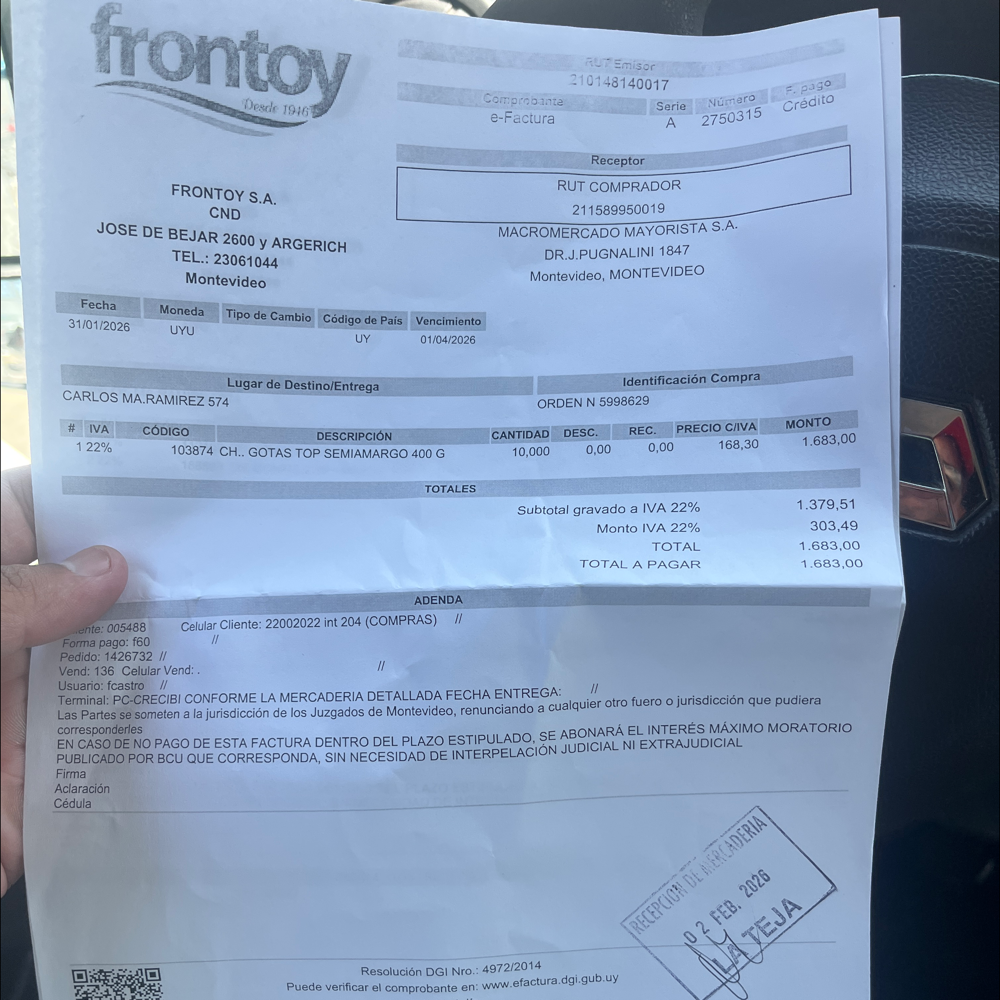 frontoy
Desde 1946
RUT Emisor
210148140017
Comprobante Serie Número F. pago
e-Factura A 2750315 Crédito
Receptor
RUT COMPRADOR
211589950019
MACROMERCADO MAYORISTA S.A.
DR.J.PUGNALINI 1847
Montevideo, MONTEVIDEO
FRONTOY S.A.
CND
JOSE DE BEJAR 2600 y ARGERICH
TEL.: 23061044
Montevideo
Fecha Moneda Tipo de Cambio Código de País Vencimiento
31/01/2026 UYU UY 01/04/2026
Lugar de Destino/Entrega Identificación Compra
CARLOS MA.RAMIREZ 574 ORDEN N 5998629
# IVA CÓDIGO DESCRIPCIÓN CANTIDAD DESC. REC. PRECIO C/IVA MONTO
1 22% 103874 CH.. GOTAS TOP SEMIAMARGO 400 G 10,000 0,00 0,00 168,30 1.683,00
TOTALES
Subtotal gravado a IVA 22% 1.379,51
Monto IVA 22% 303,49
TOTAL 1.683,00
TOTAL A PAGAR 1.683,00
ADENDA
005488 Celular Cliente: 22002022 int 204 (COMPRAS) //
Forma pago: f60 //
Pedido: 1426732 //
Vend: 136 Celular Vend: . //
Usuario: fcastro //
Terminal: PC-CRECIBI CONFORME LA MERCADERIA DETALLADA FECHA ENTREGA: //
Las Partes se someten a la jurisdicción de los Juzgados de Montevideo, renunciando a cualquier otro fuero o jurisdicción que pudiera
corresponderles
EN CASO DE NO PAGO DE ESTA FACTURA DENTRO DEL PLAZO ESTIPULADO, SE ABONARÁ EL INTERÉS MÁXIMO MORATORIO
PUBLICADO POR BCU QUE CORRESPONDA, SIN NECESIDAD DE INTERPELACIÓN JUDICIAL NI EXTRAJUDICIAL
Firma
Aclaración
Cédula
RECEPCION DE MERCADERIA
02 FEB. 2026
LA TEJA
Resolución DGI Nro.: 4972/2014
Puede verificar el comprobante en: www.efactura.dgi.gub.uy